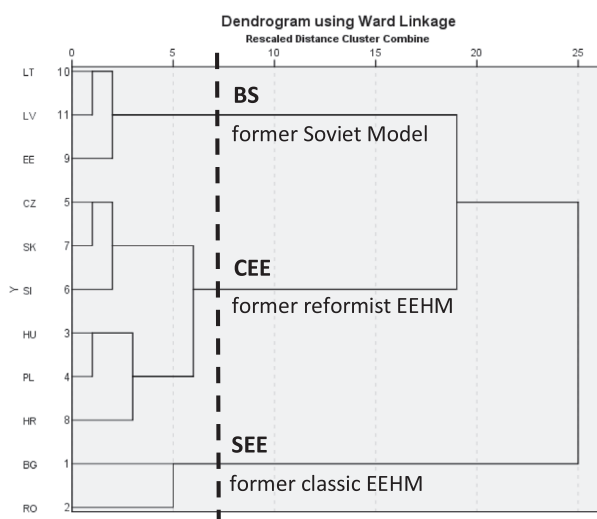 Dendrogram using Ward Linkage
Rescaled Distance Cluster Combine
0 5 10 15 20 25
LT 10
BS
LV 11
former Soviet Model
EE 9
CZ 5
SK 7
CEE
Y SI 6
former reformist EEHM
HU 3
PL 4
HR 8
SEE
BG 1
former classic EEHM
RO 2